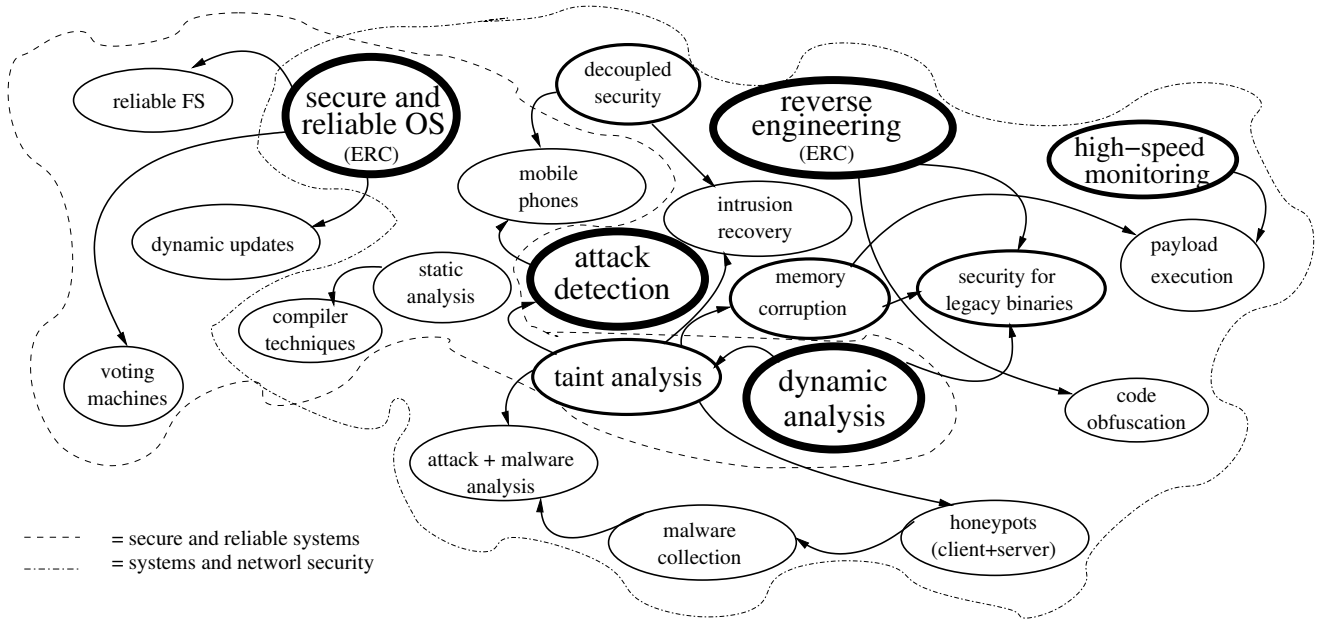 reliable FS
secure and
reliable OS
(ERC)
decoupled
security
reverse
engineering
(ERC)
high−speed
monitoring
mobile
phones
intrusion
recovery
dynamic updates
static
analysis
attack
detection
memory
corruption
security for
legacy binaries
payload
execution
compiler
techniques
voting
machines
taint analysis
dynamic
analysis
code
obfuscation
attack + malware
analysis
malware
collection
honeypots
(client+server)
= secure and reliable systems
= systems and networl security